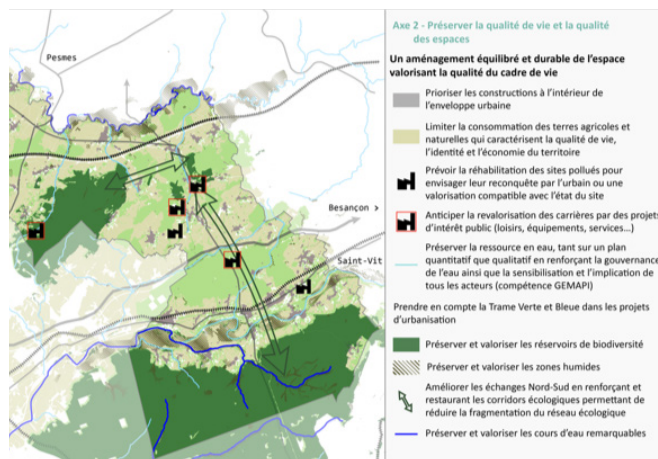 Pesmes
Besançon >
Saint-Vit
Axe 2 - Préserver la qualité de vie et la qualité
des espaces
Un aménagement équilibré et durable de l'espace
valorisant la qualité du cadre de vie
Prioriser les constructions à l'intérieur de
l'enveloppe urbaine
Limiter la consommation des terres agricoles et
naturelles qui caractérisent la qualité de vie,
l'identité et l'économie du territoire
Prévoir la réhabilitation des sites pollués pour
envisager leur reconquête par l'urbain ou une
valorisation compatible avec l'état du site
Anticiper la revalorisation des carrières par des projets
d'intérêt public (loisirs, équipements, services...)
Préserver la ressource en eau, tant sur un plan
quantitatif que qualitatif en renforçant la gouvernance
de l'eau ainsi que la sensibilisation et l'implication de
tous les acteurs (compétence GEMAPI)
Prendre en compte la Trame Verte et Bleue dans les projets
d'urbanisation
Préserver et valoriser les réservoirs de biodiversité
Préserver et valoriser les zones humides
Améliorer les échanges Nord-Sud en renforçant et
restaurant les corridors écologiques permettant de
réduire la fragmentation du réseau écologique
Préserver et valoriser les cours d'eau remarquables